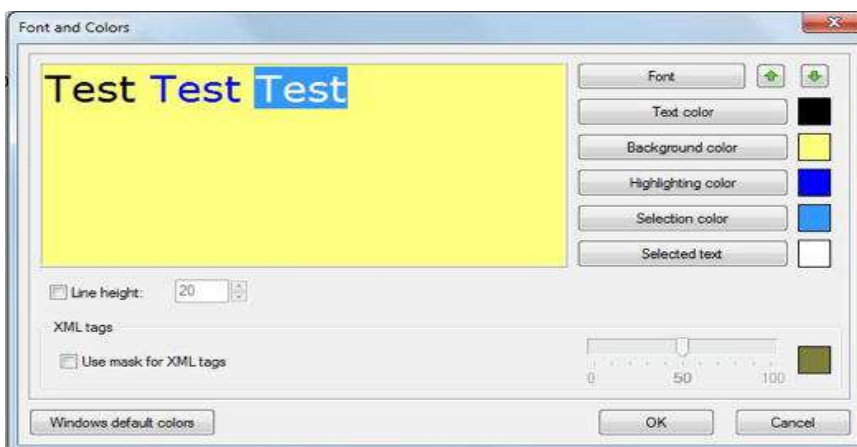 Font and Colors
Test Test Test
Font
Text color
Background color
Highlighting color
Selection color
Selected text
Line height: 20
XML tags
Use mask for XML tags
0 50 100
Windows default colors OK Cancel